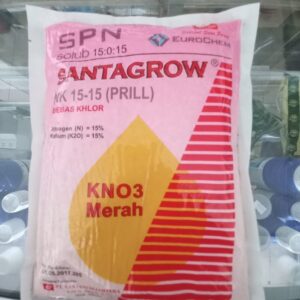 SPN
SOLID 15:0:15
EUROCHEM
SANTAGROW®
NK 15-15 (PRILL)
BEBAS KHLOR
Nitrogen (N) = 15%
Kalium (K2O) = 15%
KNO3
Merah